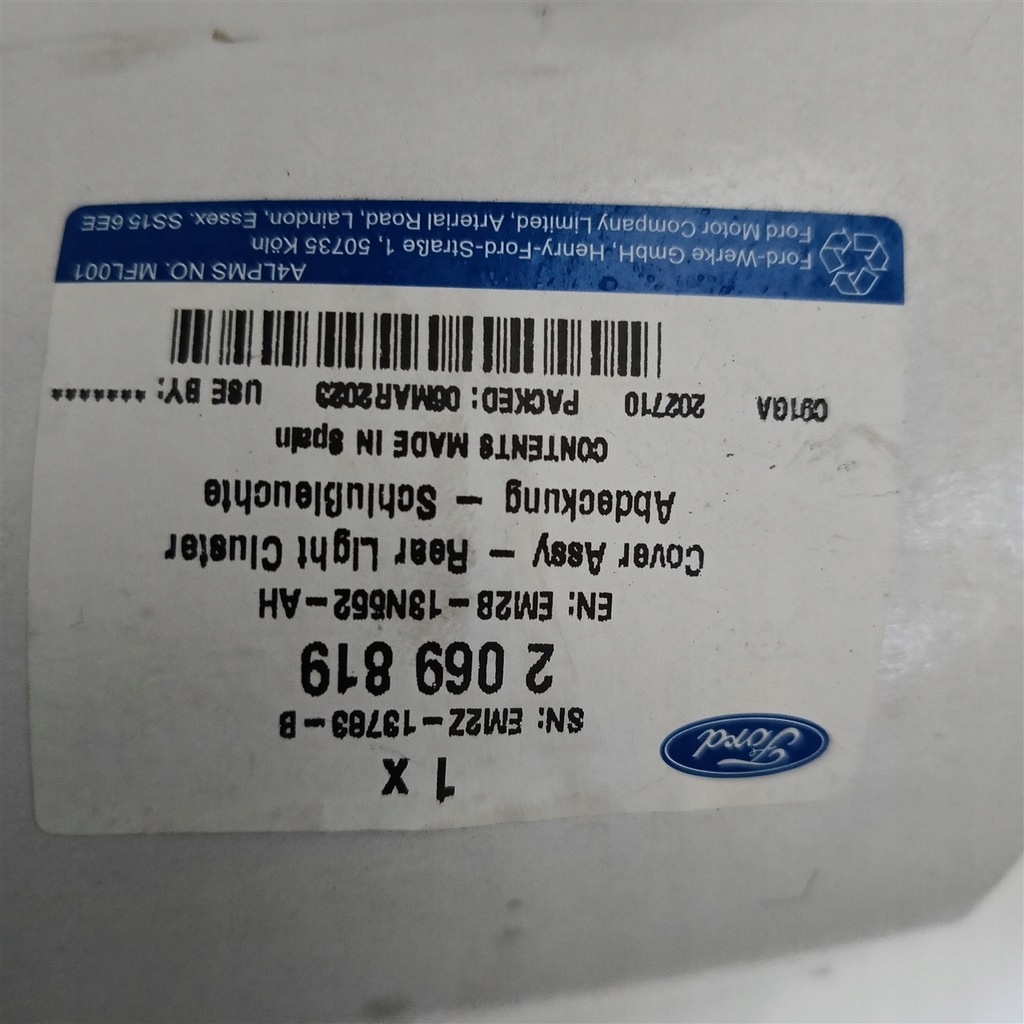 Ford
1 X
SN: EM2Z-13783-B
2 069 819
EN: EM2B-13N552-AH
Cover Assy - Rear Light Cluster
Abdeckung - Schlußleuchte
CONTENTS MADE IN Spain
C91GA 202710 PACKED: 06MAR2023 USE BY: *******
A4LPMS NO. MFL001
Ford-Werke GmbH, Henry-Ford-Straße 1, 50735 Köln
Ford Motor Company Limited, Arterial Road, Laindon, Essex. SS15 6EE